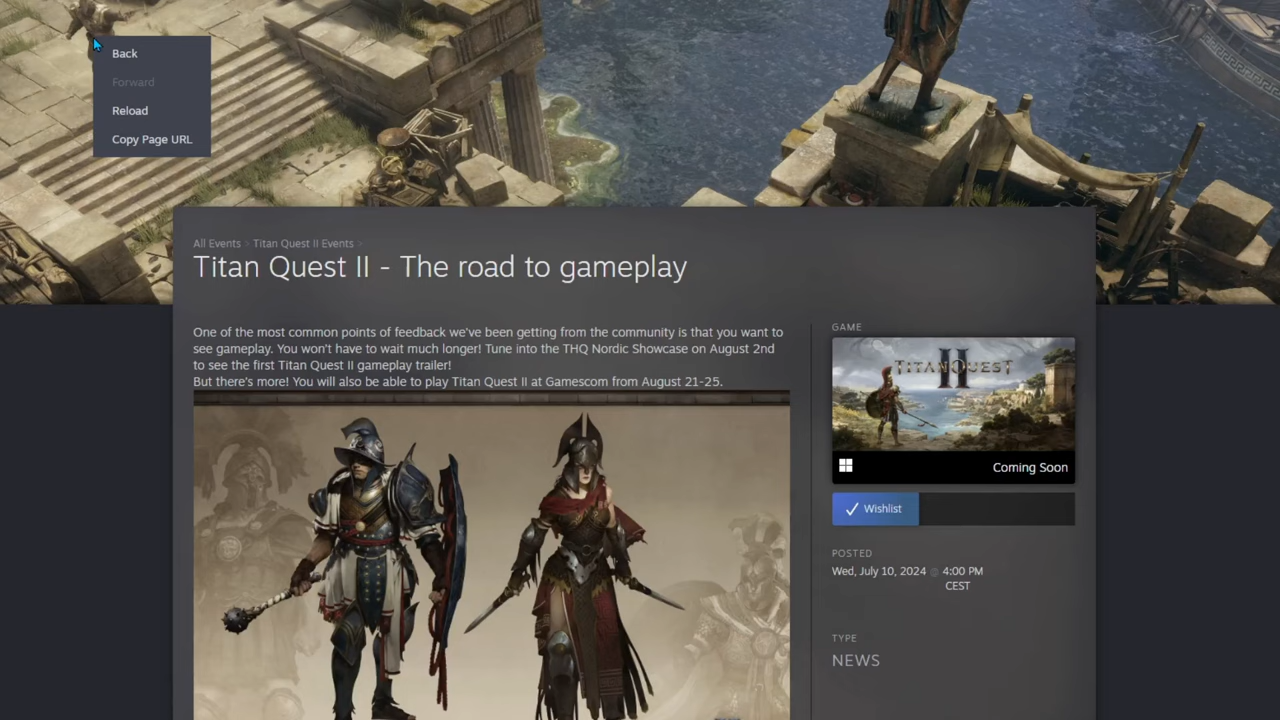 Back
Forward
Reload
Copy Page URL
All Events > Titan Quest II Events >
Titan Quest II - The road to gameplay
One of the most common points of feedback we've been getting from the community is that you want to
see gameplay. You won't have to wait much longer! Tune into the THQ Nordic Showcase on August 2nd
to see the first Titan Quest II gameplay trailer!
But there's more! You will also be able to play Titan Quest II at Gamescom from August 21-25.
GAME
TITAN QUEST
II
Coming Soon
Wishlist
POSTED
Wed, July 10, 2024 @ 4:00 PM
CEST
TYPE
NEWS